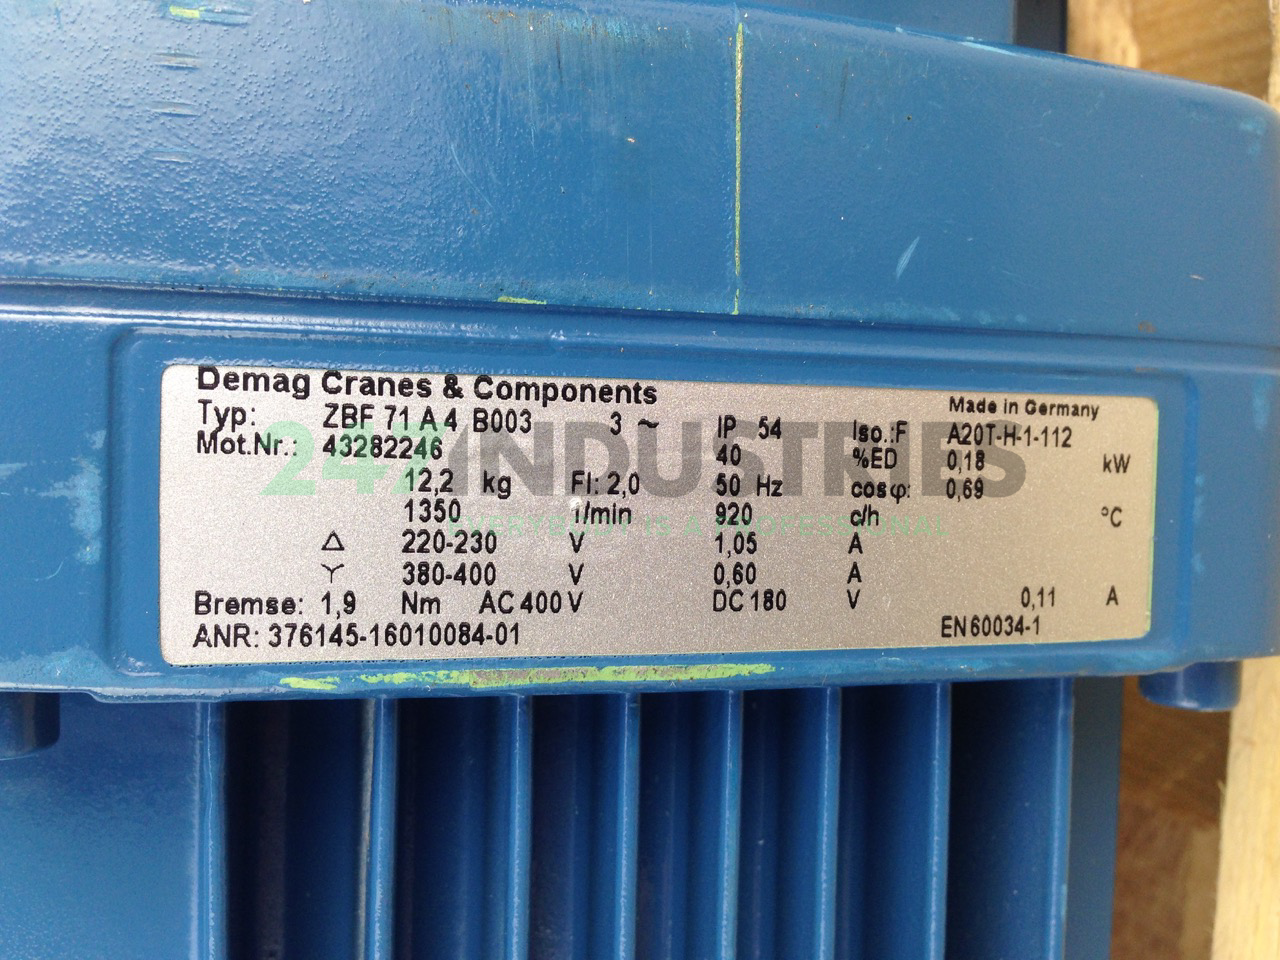 Demag Cranes & Components
Made in Germany
Typ: ZBF 71 A 4 B003 3 ~ IP 54 Iso.:F A20T-H-1-112
Mot.Nr.: 43282246 40 %ED 0,18 kW
12,2 kg FI: 2,0 50 Hz cosφ: 0,69
1350 1/min 920 c/h °C
△ 220-230 V 1,05 A
Y 380-400 V 0,60 A
Bremse: 1,9 Nm AC 400 V DC 180 V 0,11 A
ANR: 376145-16010084-01 EN 60034-1
247INDUSTRIES
EVERYBODY IS A PROFESSIONAL